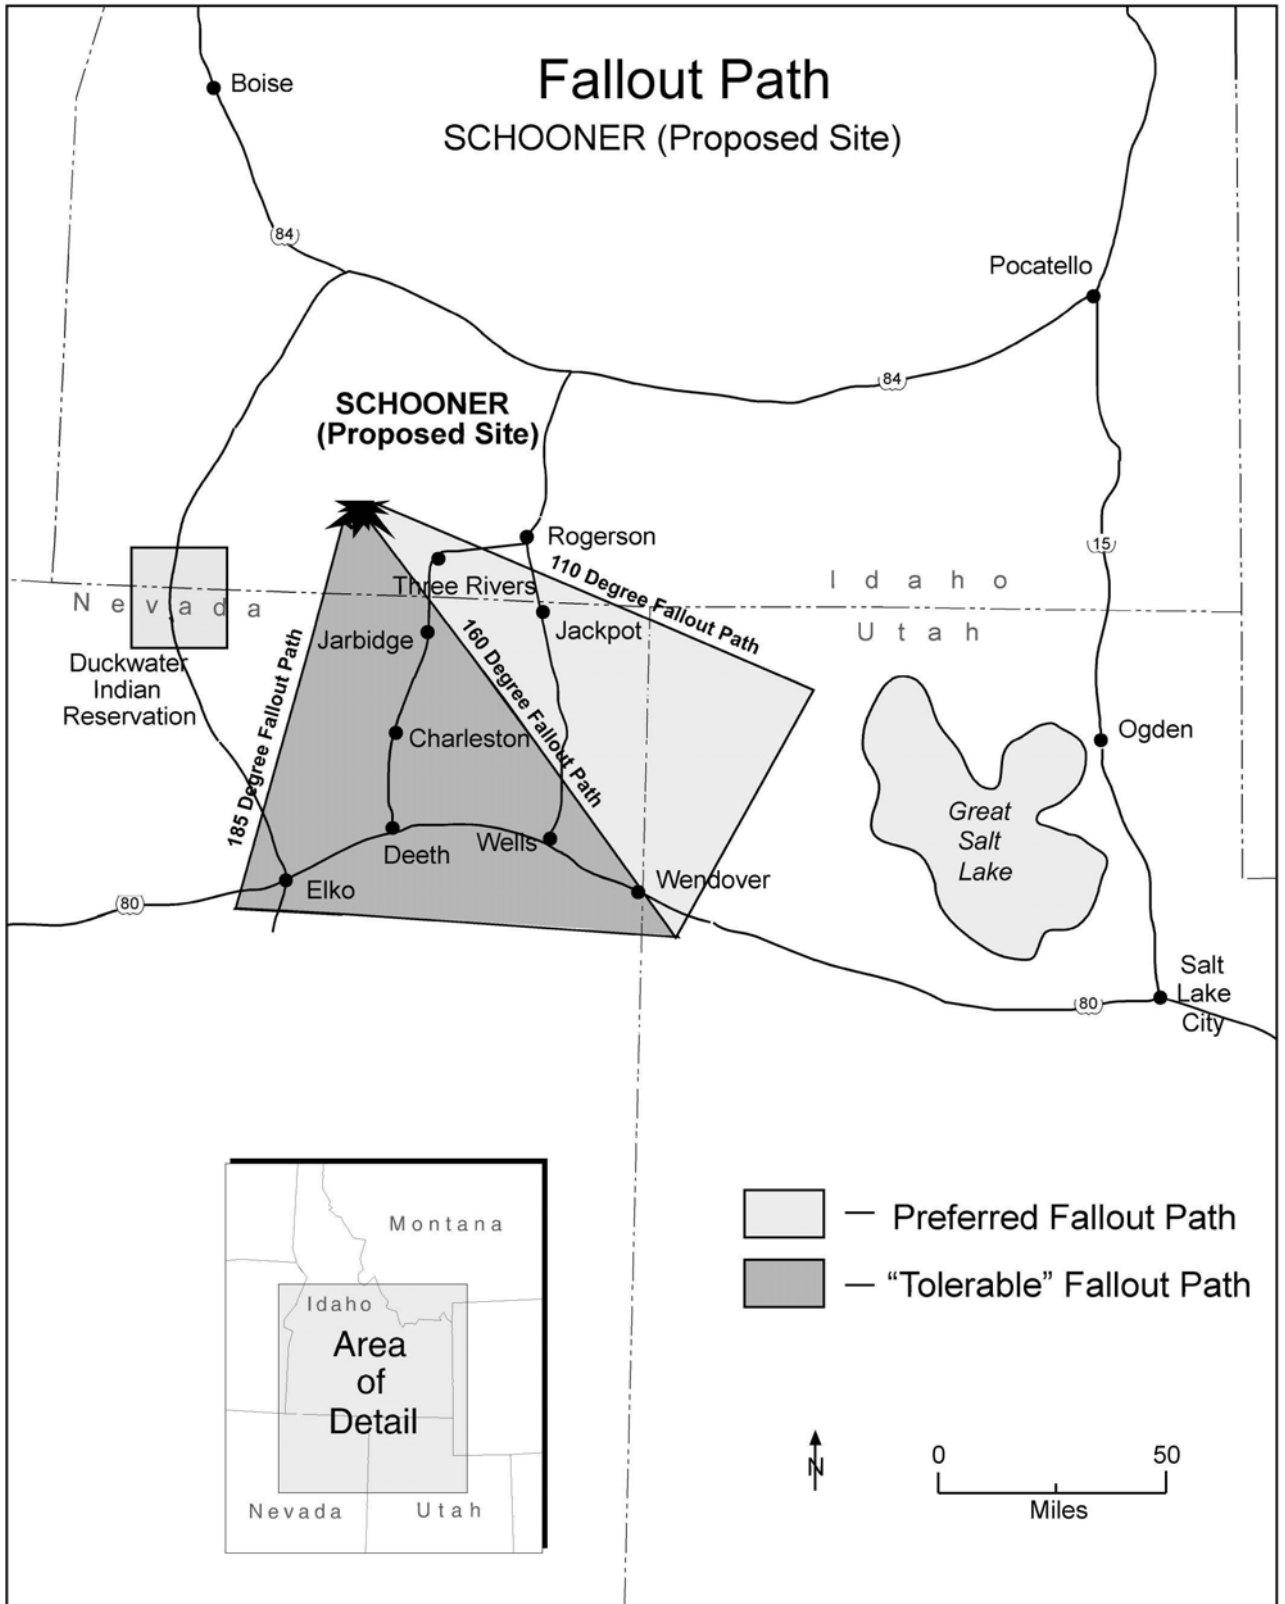 Fallout Path
SCHOONER (Proposed Site)
Boise
84
Pocatello
84
SCHOONER
(Proposed Site)
Rogerson
15
110 Degree Fallout Path
Three Rivers
Idaho
Nevada
Utah
Jackpot
Jarbidge
160 Degree Fallout Path
185 Degree Fallout Path
Duckwater
Indian
Reservation
Charleston
Ogden
Great
Salt
Lake
Wells
Deeth
Wendover
Elko
80
Salt
Lake
City
80
Montana
Idaho
Area
of
Detail
Nevada
Utah
— Preferred Fallout Path
— “Tolerable” Fallout Path
N
0 50
Miles